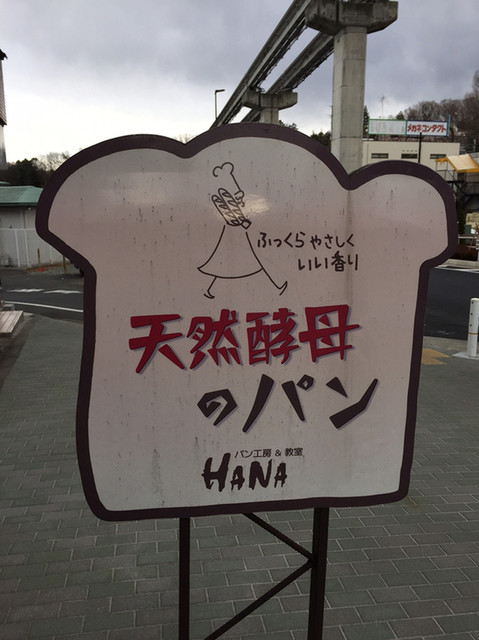 メガネコンタクト
ふっくら やさしく
いい香り
天然酵母
のパン
パン工房 & 教室
HANA